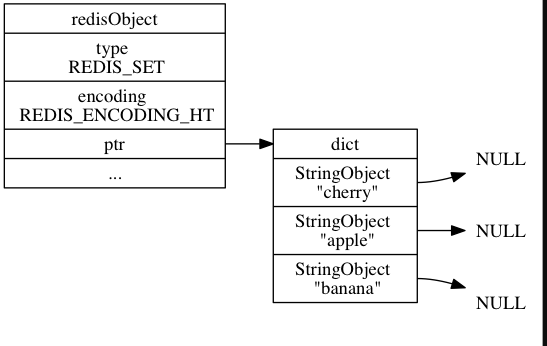 redisObject
type
REDIS_SET
encoding
REDIS_ENCODING_HT
ptr
...
dict
StringObject
"cherry"
StringObject
"apple"
StringObject
"banana"
NULL
NULL
NULL